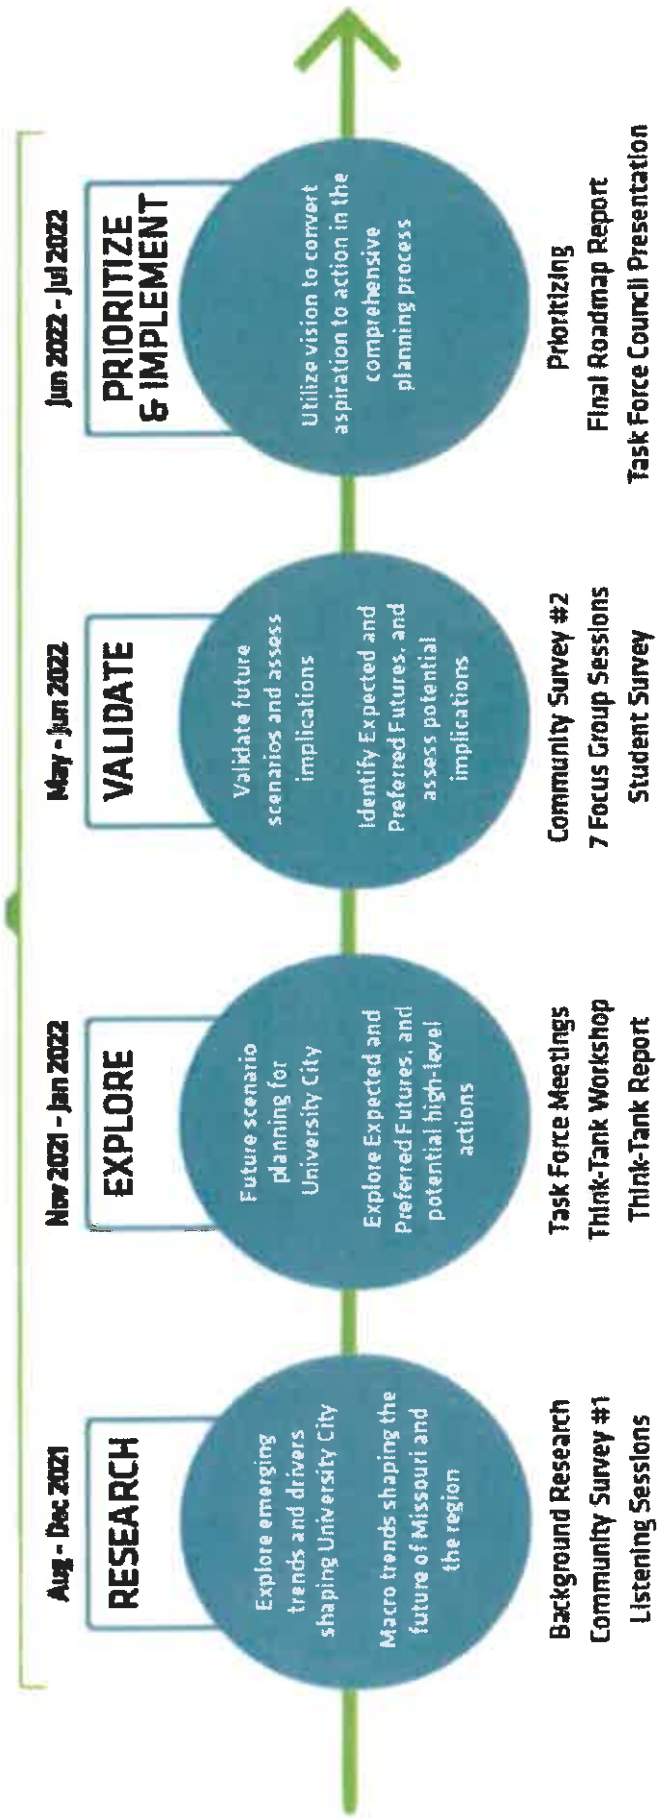 Aug - Dec 2021
RESEARCH
Explore emerging
trends and drivers
shaping University City
Macro trends shaping the
future of Missouri and
the region
Background Research
Community Survey #1
Listening Sessions
Nov 2021 - Jan 2022
EXPLORE
Future scenario
planning for
University City
Explore Expected and
Preferred Futures, and
potential high-level
actions
Task Force Meetings
Think-Tank Workshop
Think-Tank Report
May - Jun 2022
VALIDATE
Validate future
scenarios and assess
implications
Identify Expected and
Preferred Futures, and
assess potential
implications
Community Survey #2
7 Focus Group Sessions
Student Survey
Jun 2022 - Jul 2022
PRIORITIZE
& IMPLEMENT
Utilize vision to convert
aspiration to action in the
comprehensive
planning process
Prioritizing
Final Roadmap Report
Task Force Council Presentation